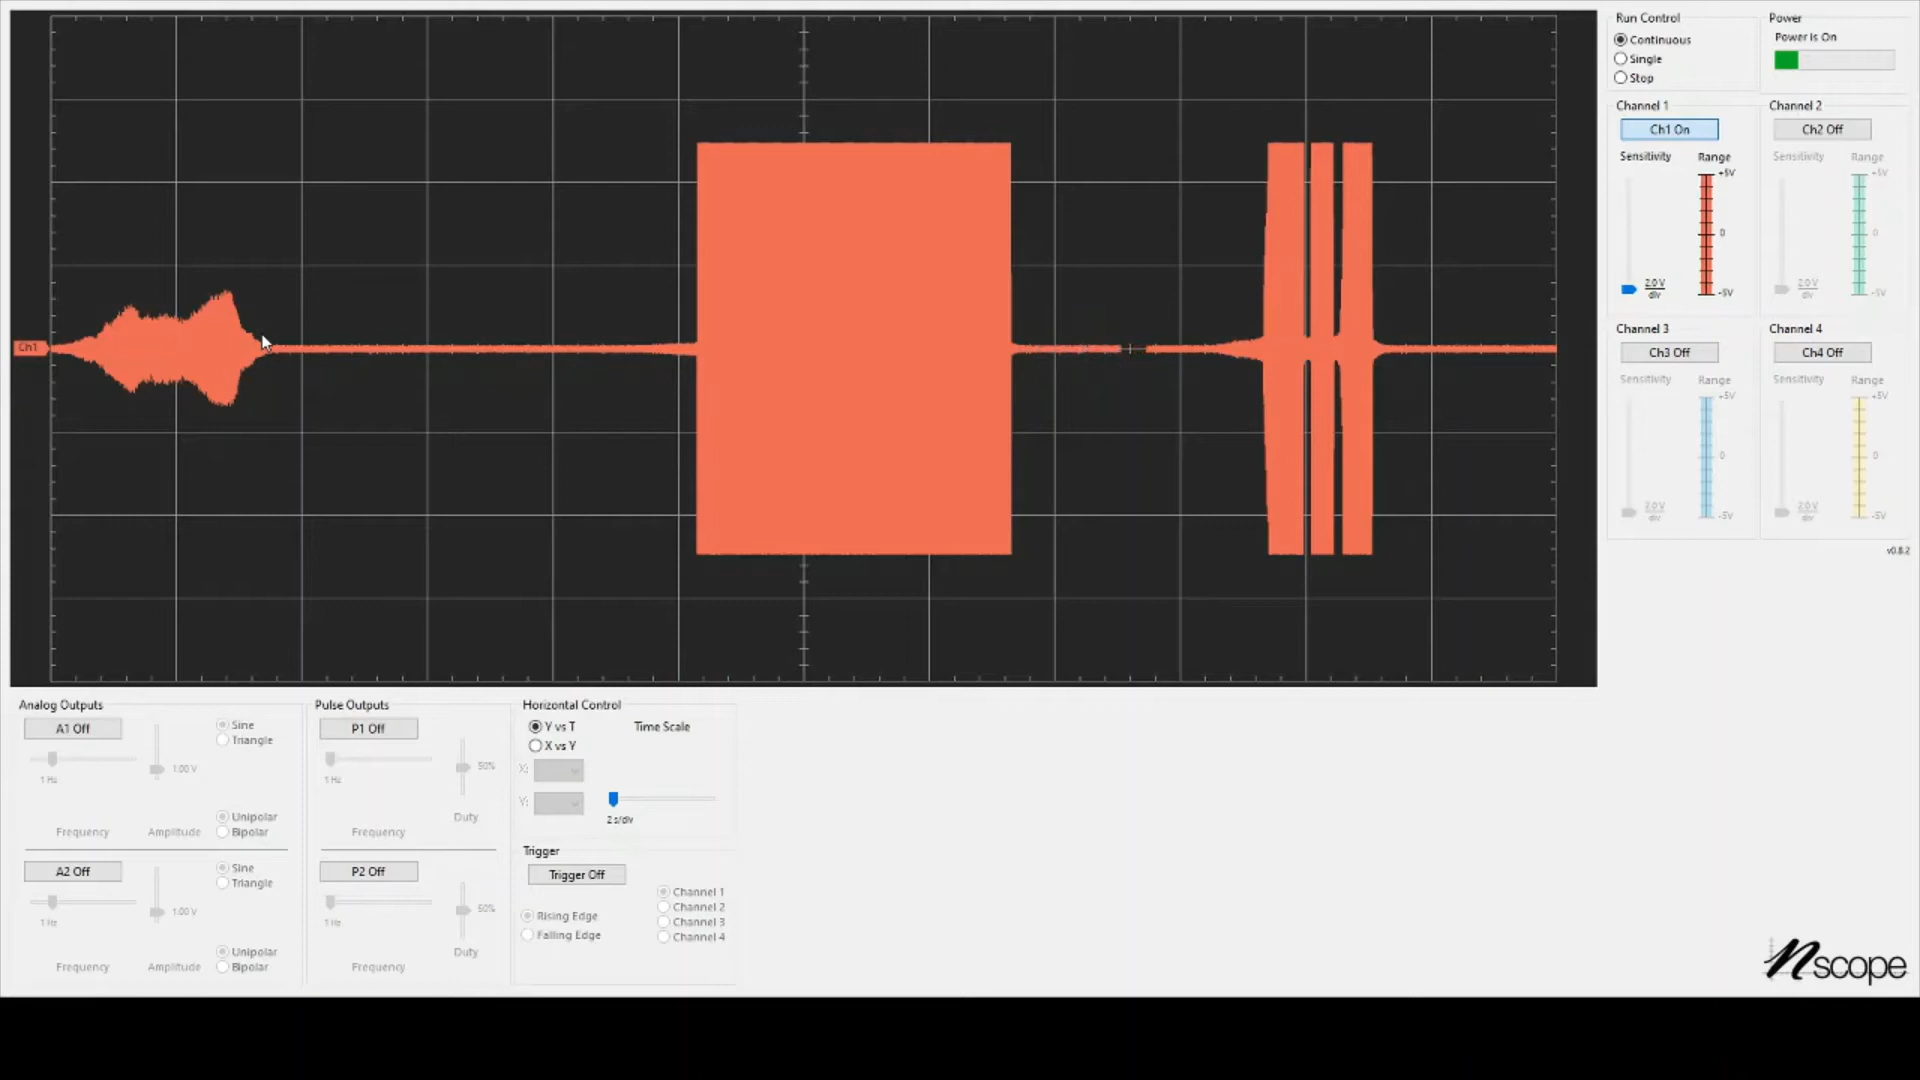 Run Control
Continuous
Single
Stop
Power
Power is On
Channel 1
Ch1 On
Sensitivity Range
+5V
0
-5V
2.0 V
div
Channel 2
Ch2 Off
Sensitivity Range
+5V
0
-5V
2.0 V
div
Ch1
Channel 3
Ch3 Off
Sensitivity Range
+5V
0
-5V
2.0 V
div
Channel 4
Ch4 Off
Sensitivity Range
+5V
0
-5V
2.0 V
div
v0.8.2
Analog Outputs
A1 Off
Sine
Triangle
1 Hz
1.00 V
Unipolar
Bipolar
Frequency Amplitude
A2 Off
Sine
Triangle
1 Hz
1.00 V
Unipolar
Bipolar
Frequency Amplitude
Pulse Outputs
P1 Off
1 Hz
50%
Frequency Duty
P2 Off
1 Hz
50%
Frequency Duty
Horizontal Control
Y vs T
X vs Y
X:
Y:
Time Scale
2 s/div
Trigger
Trigger Off
Rising Edge
Falling Edge
Channel 1
Channel 2
Channel 3
Channel 4
nscope